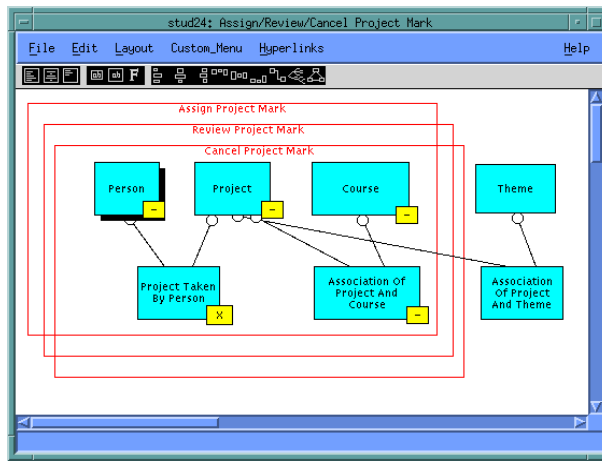 stud24: Assign/Review/Cancel Project Mark
File Edit Layout Custom_Menu Hyperlinks Help
ab ab F
Assign Project Mark
Review Project Mark
Cancel Project Mark
Person
Project
Course
Theme
-
-
-
Project Taken
By Person
X
Association Of
Project And
Course
-
Association
Of Project
And Theme